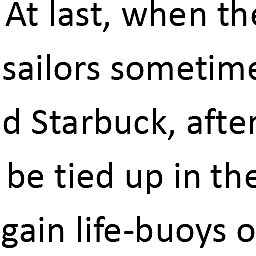 At last, when the
sailors sometime
d Starbuck, after
be tied up in the
gain life-buoys o